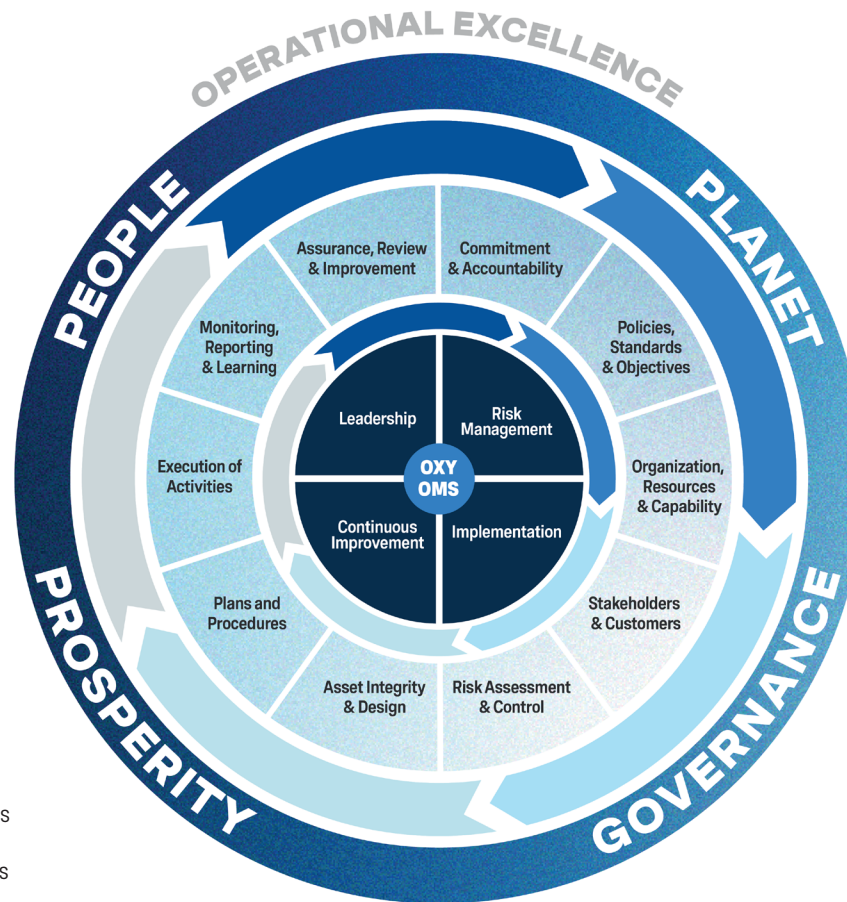 OPERATIONAL EXCELLENCE
PEOPLE
PLANET
GOVERNANCE
PROSPERITY
Commitment
& Accountability
Policies,
Standards
& Objectives
Organization,
Resources
& Capability
Stakeholders
& Customers
Risk Assessment
& Control
Asset Integrity
& Design
Plans and
Procedures
Execution of
Activities
Monitoring,
Reporting
& Learning
Assurance, Review
& Improvement
Leadership
Risk
Management
Implementation
Continuous
Improvement
OXY
OMS